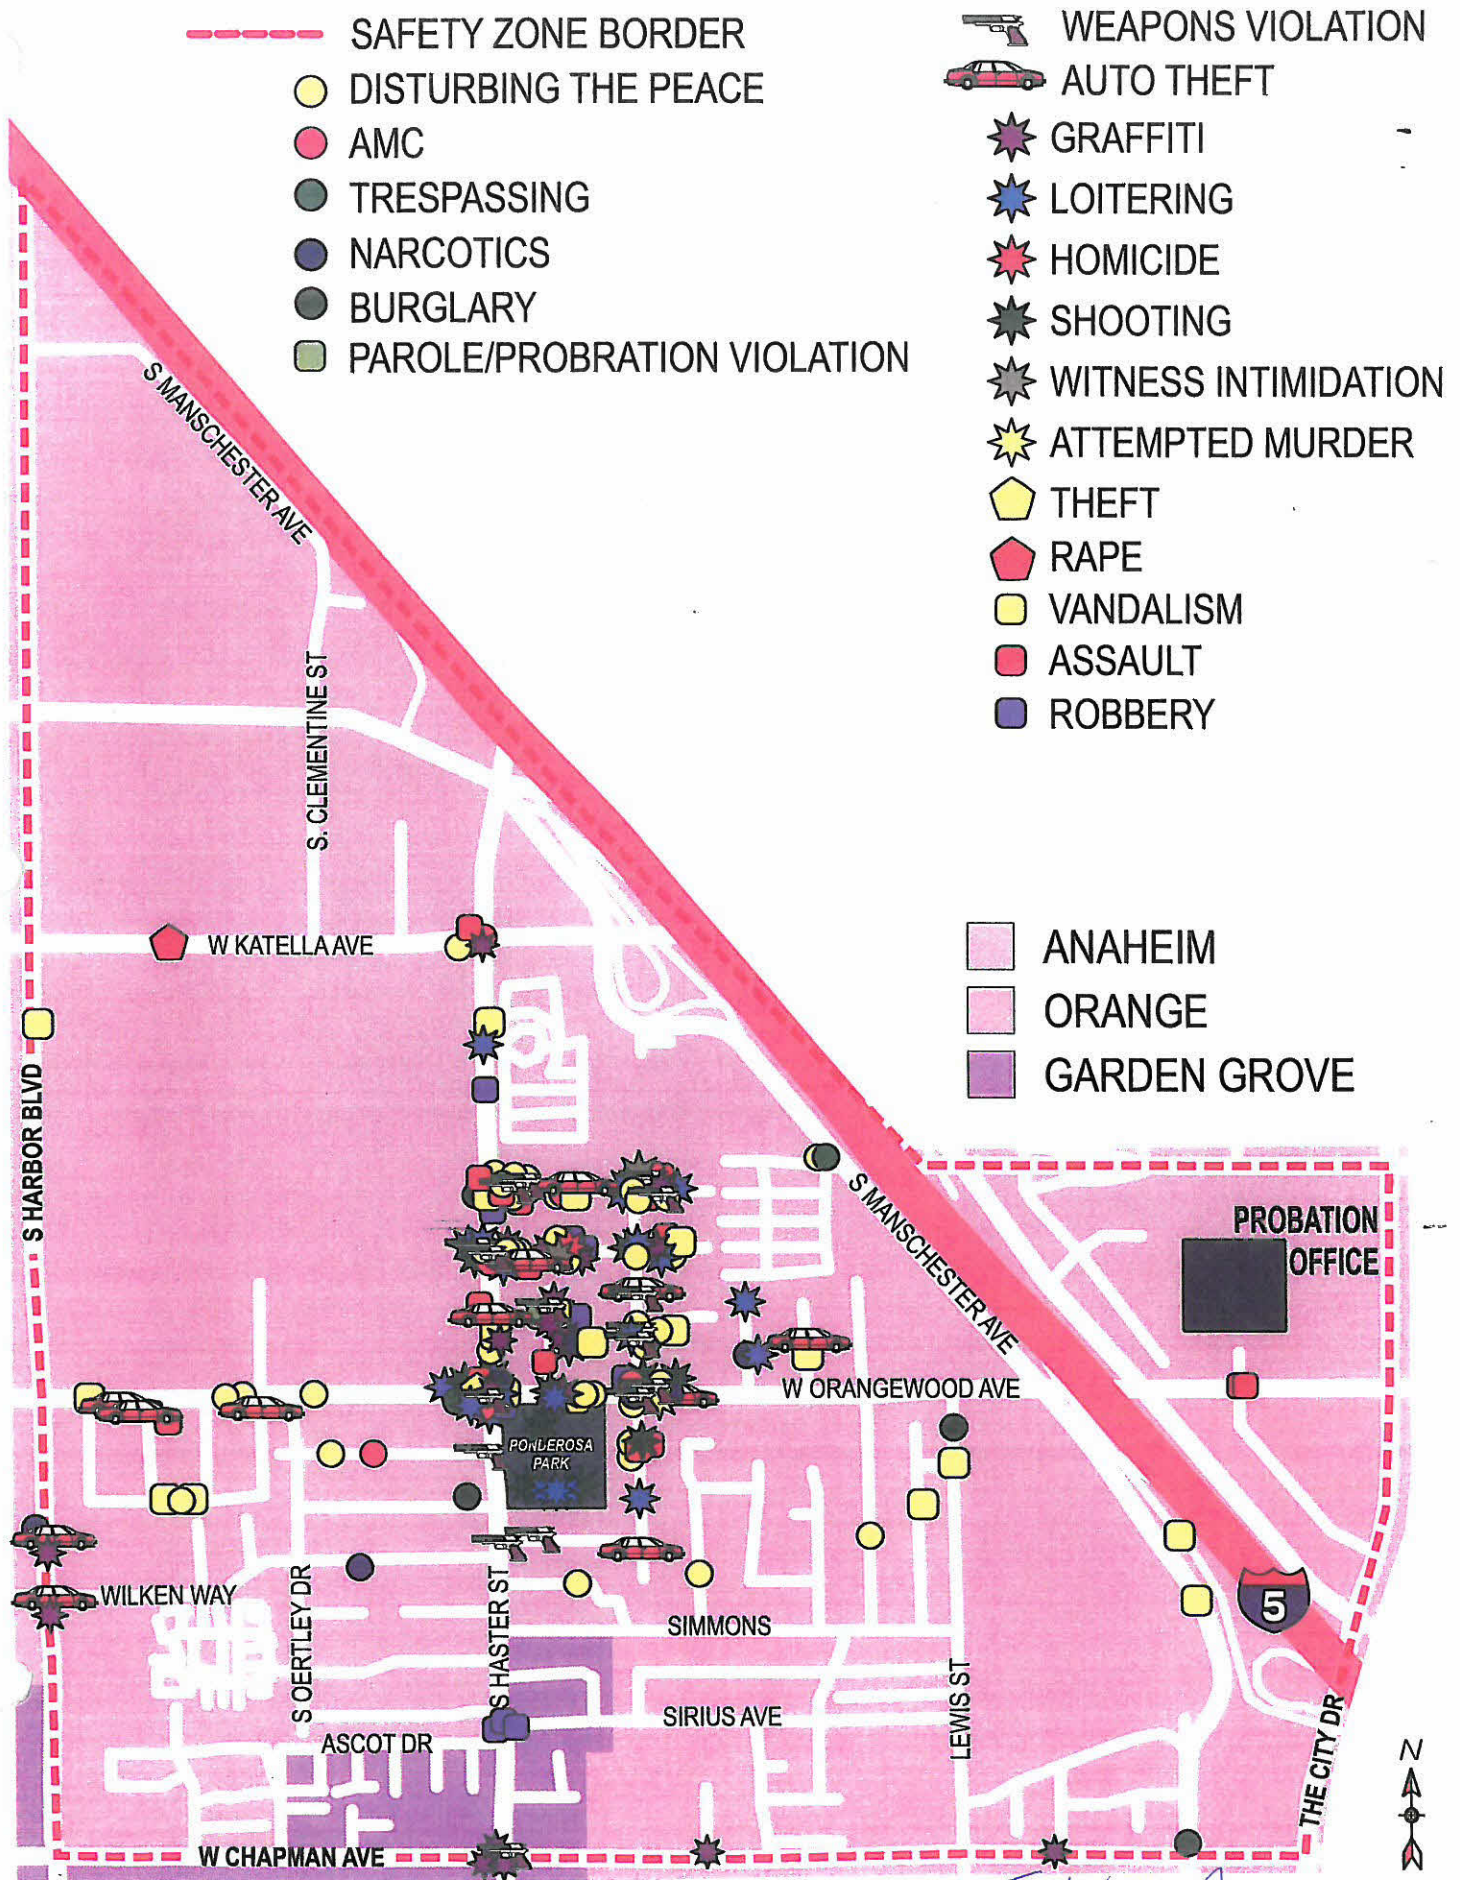 SAFETY ZONE BORDER
DISTURBING THE PEACE
AMC
TRESPASSING
NARCOTICS
BURGLARY
PAROLE/PROBRATION VIOLATION
WEAPONS VIOLATION
AUTO THEFT
GRAFFITI
LOITERING
HOMICIDE
SHOOTING
WITNESS INTIMIDATION
ATTEMPTED MURDER
THEFT
RAPE
VANDALISM
ASSAULT
ROBBERY
ANAHEIM
ORANGE
GARDEN GROVE
S MANSCHESTER AVE
S. CLEMENTINE ST
W KATELLA AVE
S HARBOR BLVD
S MANSCHESTER AVE
PROBATION
OFFICE
W ORANGEWOOD AVE
PONDEROSA
PARK
WILKEN WAY
S OERTLEY DR
S HASTER ST
SIMMONS
5
LEWIS ST
SIRIUS AVE
ASCOT DR
THE CITY DR
N
W CHAPMAN AVE